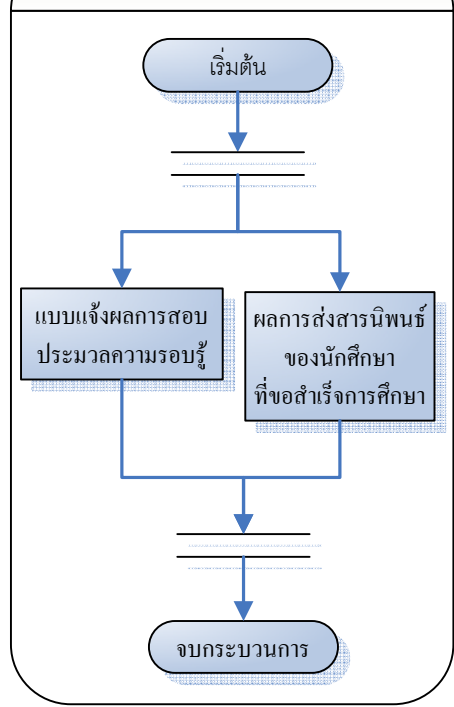 เริ่มต้น
แบบแจ้งผลการสอบ
ประมวลความรอบรู้
ผลการส่งสารนิพนธ์
ของนักศึกษา
ที่ขอสำเร็จการศึกษา
จบกระบวนการ